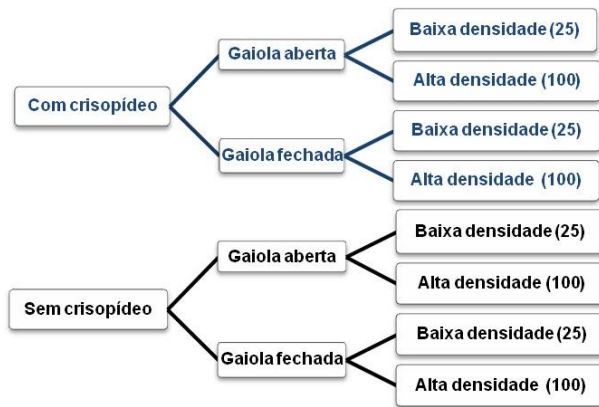 Com crisopídeo
Gaiola aberta
Baixa densidade (25)
Alta densidade (100)
Gaiola fechada
Baixa densidade (25)
Alta densidade (100)
Sem crisopídeo
Gaiola aberta
Baixa densidade (25)
Alta densidade (100)
Gaiola fechada
Baixa densidade (25)
Alta densidade (100)